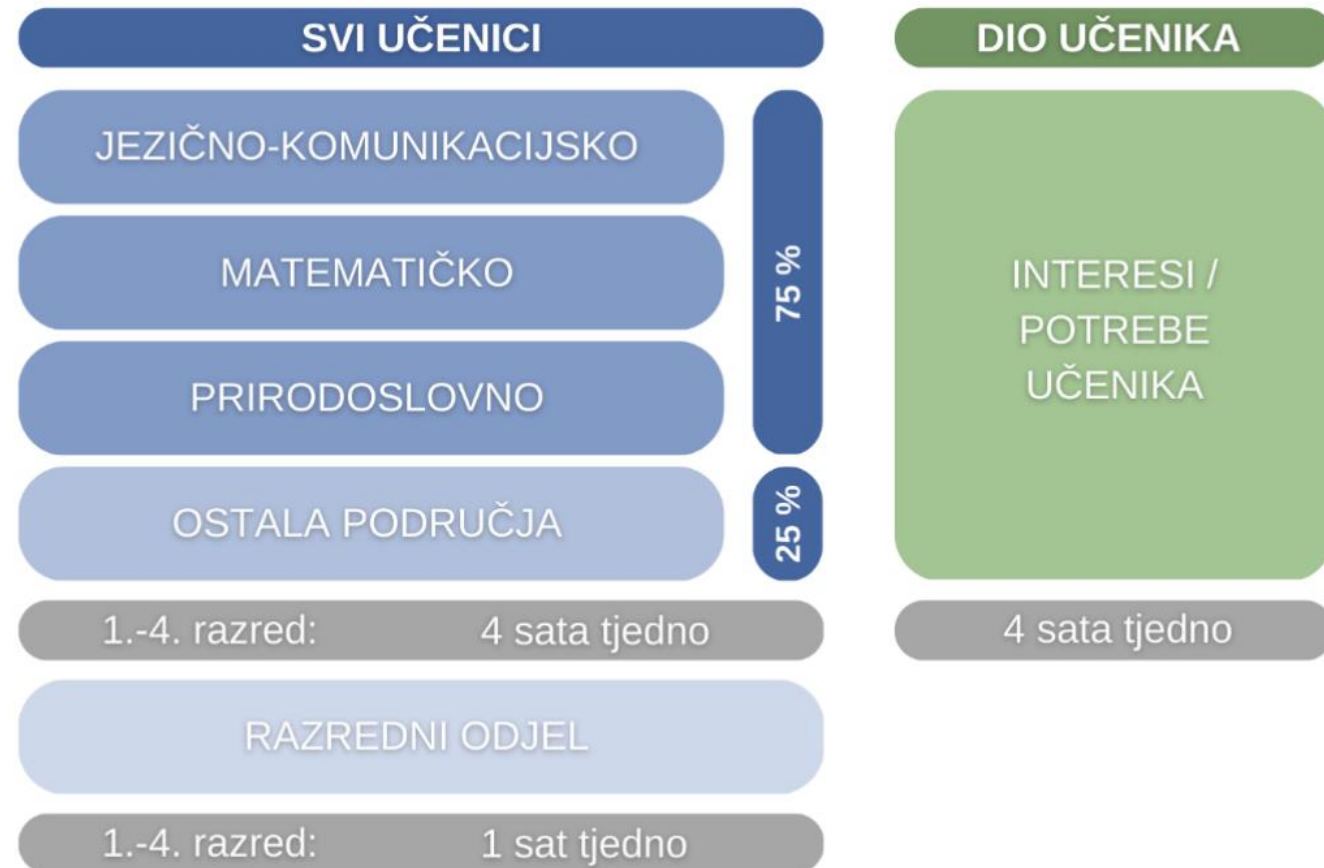 SVI UČENICI
JEZIČNO-KOMUNIKACIJSKO
MATEMATIČKO
PRIRODOSLOVNO
75 %
OSTALA PODRUČJA
25 %
1.-4. razred: 4 sata tjedno
RAZREDNI ODJEL
1.-4. razred: 1 sat tjedno
DIO UČENIKA
INTERESI /
POTREBE
UČENIKA
4 sata tjedno